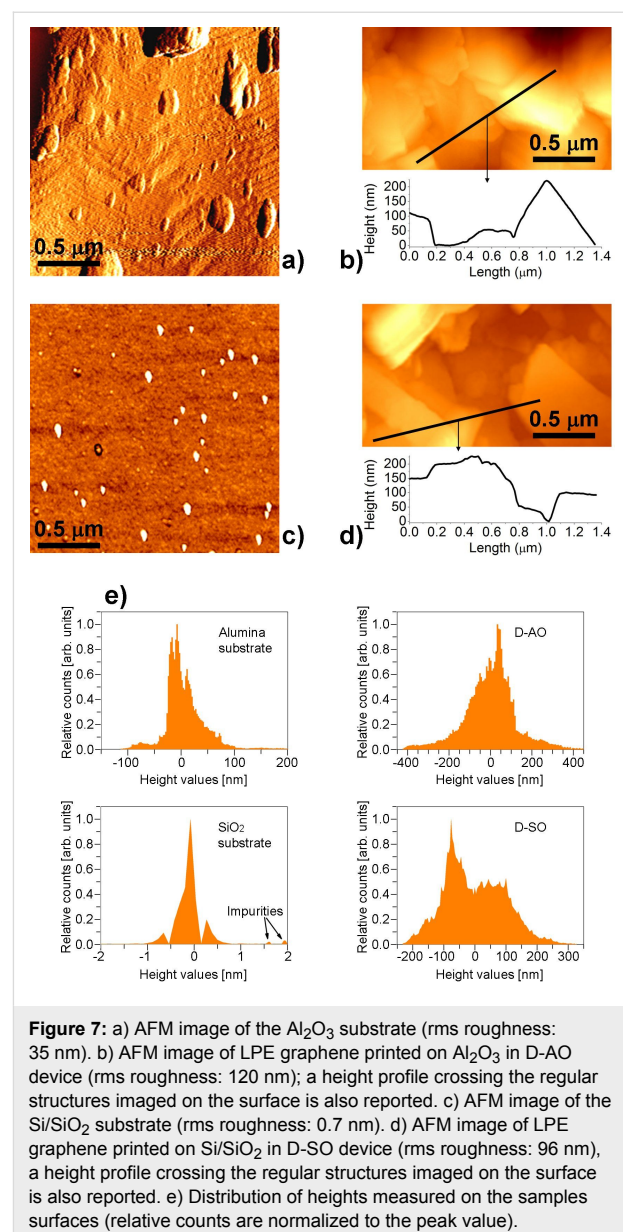 0.5 μm
a)
b)
0.5 μm
Height (nm)
200
150
100
50
0
0.0 0.2 0.4 0.6 0.8 1.0 1.2 1.4
Length (μm)
0.5 μm
c)
d)
0.5 μm
Height (nm)
200
150
100
50
0
0.0 0.2 0.4 0.6 0.8 1.0 1.2 1.4
Length (μm)
e)
Relative counts [arb. units]
1.0
0.8
0.6
0.4
0.2
0.0
Alumina
substrate
-100 0 100 200
Height values [nm]
Relative counts [arb. units]
1.0
0.8
0.6
0.4
0.2
0.0
D-AO
-400 -200 0 200 400
Height values [nm]
Relative counts [arb. units]
1.0
0.8
0.6
0.4
0.2
0.0
SiO2
substrate
Impurities
-2 -1 0 1 2
Height values [nm]
Relative counts [arb. units]
1.0
0.8
0.6
0.4
0.2
0.0
D-SO
-200 -100 0 100 200 300
Height values [nm]
Figure 7: a) AFM image of the Al2O3 substrate (rms roughness:
35 nm). b) AFM image of LPE graphene printed on Al2O3 in D-AO
device (rms roughness: 120 nm); a height profile crossing the regular
structures imaged on the surface is also reported. c) AFM image of the
Si/SiO2 substrate (rms roughness: 0.7 nm). d) AFM image of LPE
graphene printed on Si/SiO2 in D-SO device (rms roughness: 96 nm),
a height profile crossing the regular structures imaged on the surface
is also reported. e) Distribution of heights measured on the samples
surfaces (relative counts are normalized to the peak value).